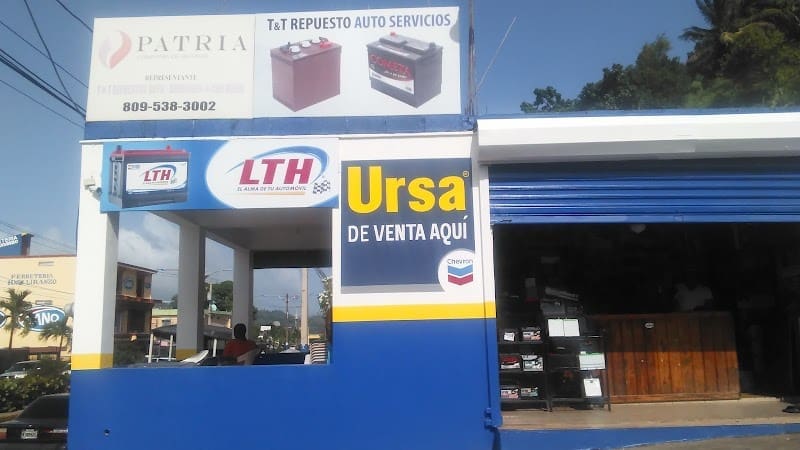 PATRIA
REPRESENTANTE
809-538-3002
T&T REPUESTO AUTO SERVICIOS
COMETA
LTH
LTH
EL ALMA DE TU AUTOMÓVIL
Ursa®
DE VENTA AQUÍ
Chevron
FERRETERIA